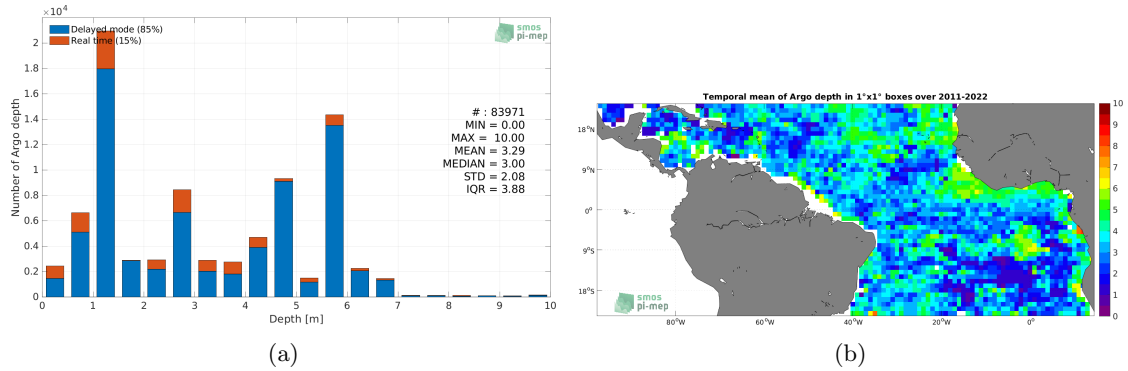 ×10⁴
Delayed mode (85%)
Real time (15%)
smos
pi-mep
2
1.8
1.6
1.4
1.2
1
0.8
0.6
0.4
0.2
0
Number of Argo depth
# : 83971
MIN = 0.00
MAX = 10.00
MEAN = 3.29
MEDIAN = 3.00
STD = 2.08
IQR = 3.88
0 1 2 3 4 5 6 7 8 9 10
Depth [m]
(a)
Temporal mean of Argo depth in 1°x1° boxes over 2011-2022
18°N
9°N
0°
9°S
18°S
smos
pi-mep
80°W 60°W 40°W 20°W 0°
10
9
8
7
6
5
4
3
2
1
0
(b)